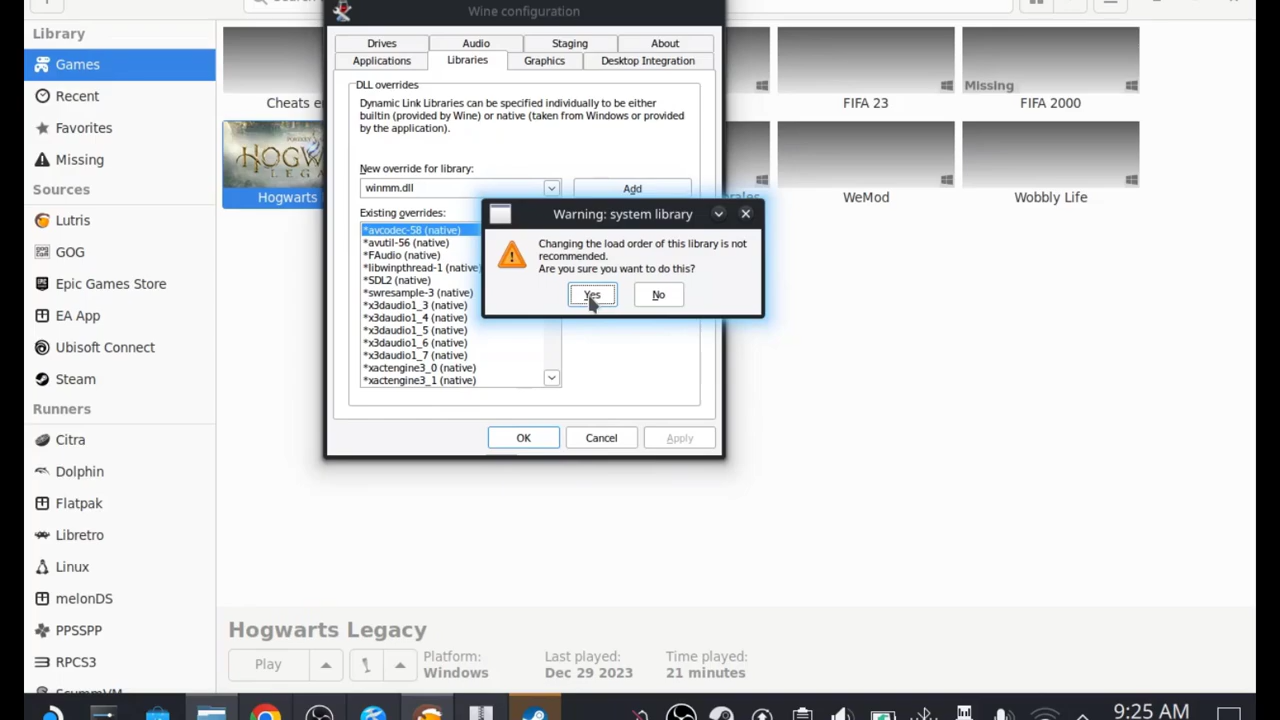 Wine configuration
Library
Games
Recent
Favorites
Missing
Sources
Lutris
GOG
Epic Games Store
EA App
Ubisoft Connect
Steam
Runners
Citra
Dolphin
Flatpak
Libretro
Linux
melonDS
PPSSPP
RPCS3
ScummVM
Drives
Audio
Staging
About
Applications
Libraries
Graphics
Desktop Integration
DLL overrides
Dynamic Link Libraries can be specified individually to be either
builtin (provided by Wine) or native (taken from Windows or provided
by the application).
New override for library:
winmm.dll
Add
Existing overrides:
*avcodec-58 (native)
*avutil-56 (native)
*FAudio (native)
*libwinpthread-1 (native)
*SDL2 (native)
*swresample-3 (native)
*x3daudio1_3 (native)
*x3daudio1_4 (native)
*x3daudio1_5 (native)
*x3daudio1_6 (native)
*x3daudio1_7 (native)
*xactengine3_0 (native)
*xactengine3_1 (native)
OK
Cancel
Apply
Warning: system library
Changing the load order of this library is not
recommended.
Are you sure you want to do this?
Yes
No
Cheats e
FIFA 23
Missing
FIFA 2000
HOGW
LEGA
Hogwarts
WeMod
Wobbly Life
Hogwarts Legacy
Play
Platform:
Windows
Last played:
Dec 29 2023
Time played:
21 minutes
9:25 AM